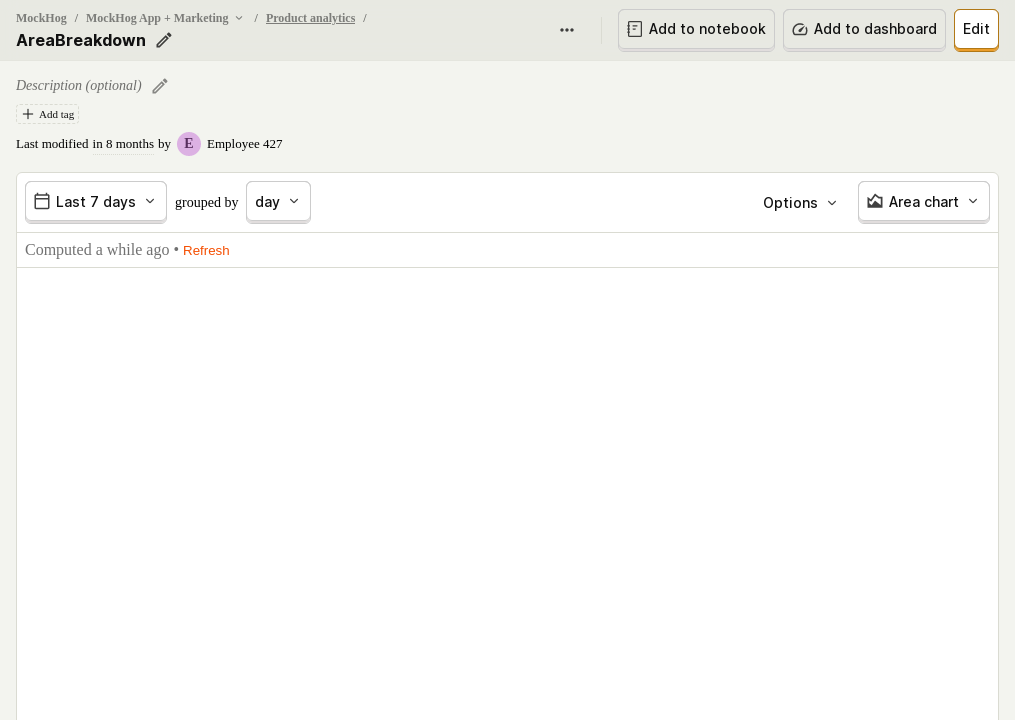 MockHog / MockHog App + Marketing / Product analytics /
AreaBreakdown
Add to notebook
Add to dashboard
Edit
Description (optional)
Add tag
Last modified in 8 months by E Employee 427
Last 7 days grouped by day
Options
Area chart
Computed a while ago • Refresh